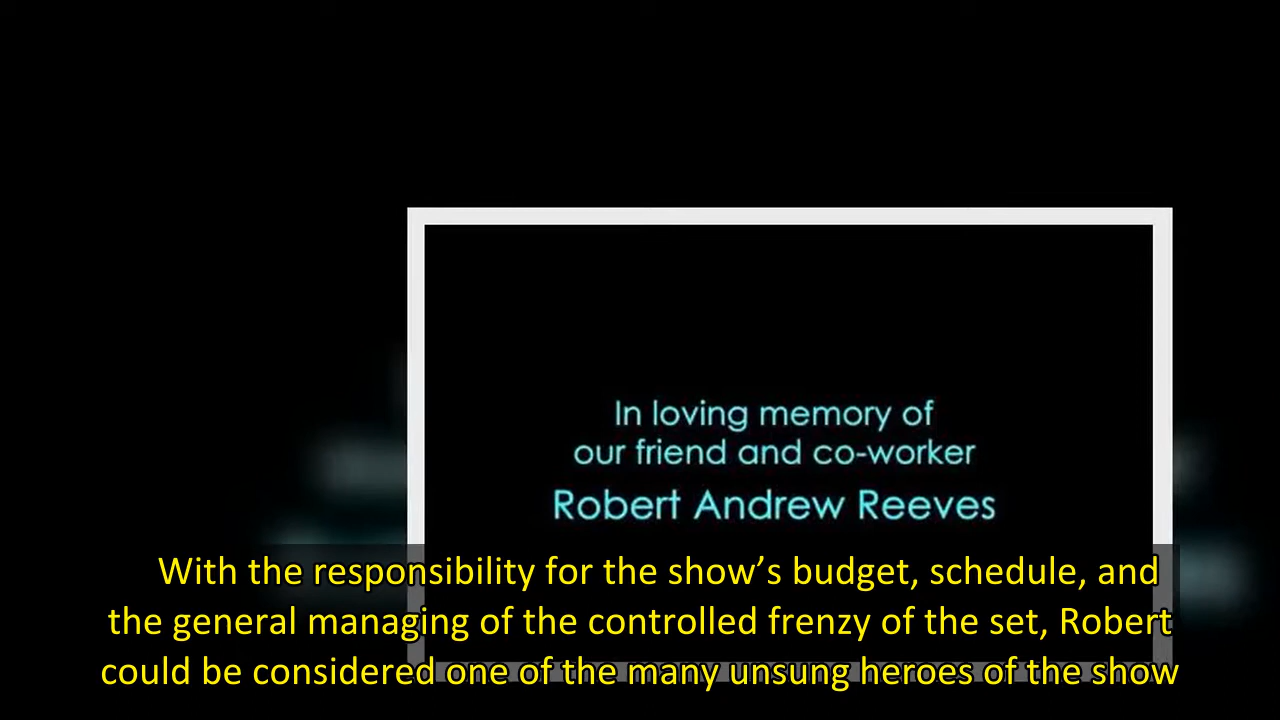 In loving memory of
our friend and co-worker
Robert Andrew Reeves
With the responsibility for the show’s budget, schedule, and
the general managing of the controlled frenzy of the set, Robert
could be considered one of the many unsung heroes of the show